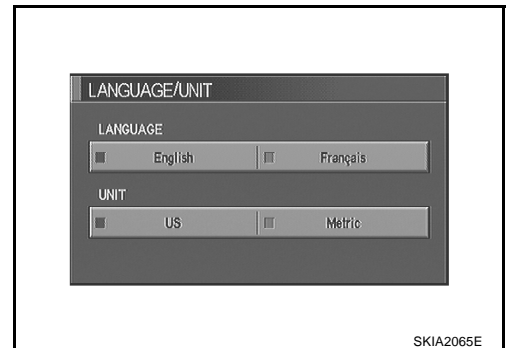 LANGUAGE/UNIT
LANGUAGE
English Français
UNIT
US Metric
SKIA2065E